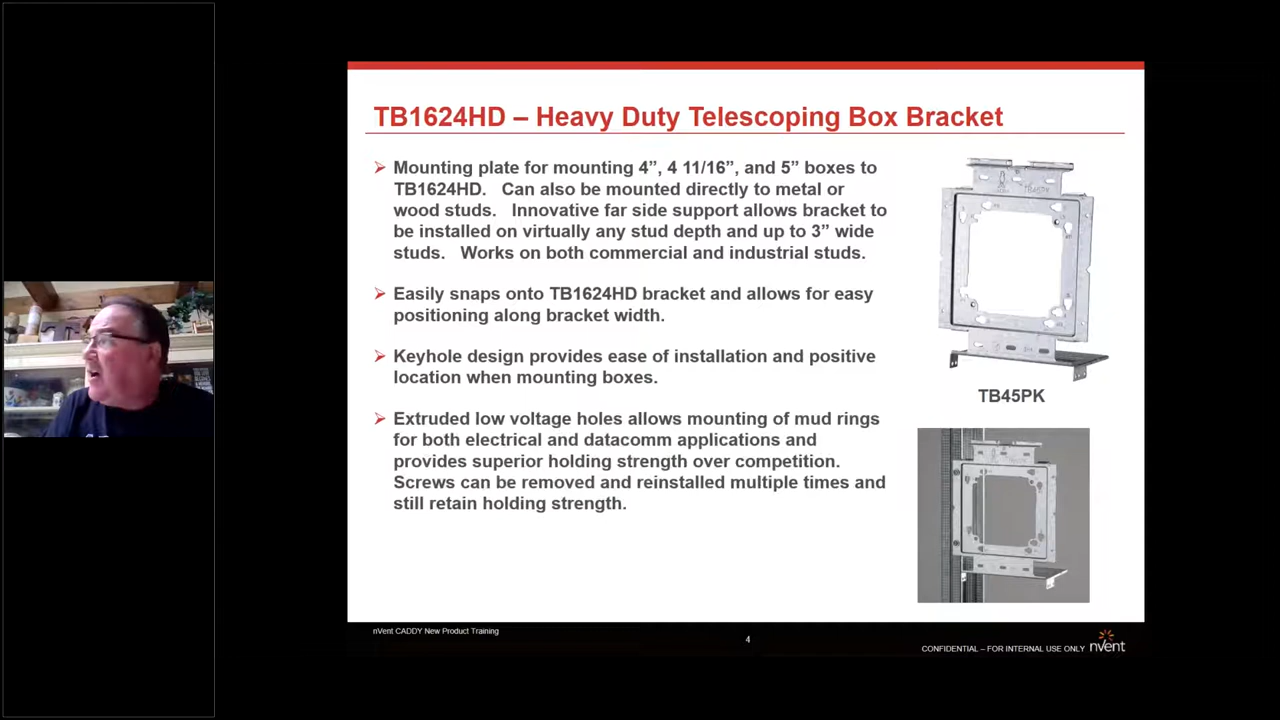 TB1624HD – Heavy Duty Telescoping Box Bracket
Mounting plate for mounting 4”, 4 11/16”, and 5” boxes to
TB1624HD. Can also be mounted directly to metal or
wood studs. Innovative far side support allows bracket to
be installed on virtually any stud depth and up to 3” wide
studs. Works on both commercial and industrial studs.
Easily snaps onto TB1624HD bracket and allows for easy
positioning along bracket width.
Keyhole design provides ease of installation and positive
location when mounting boxes.
Extruded low voltage holes allows mounting of mud rings
for both electrical and datacomm applications and
provides superior holding strength over competition.
Screws can be removed and reinstalled multiple times and
still retain holding strength.
TB45PK
nVent CADDY New Product Training
4
CONFIDENTIAL – FOR INTERNAL USE ONLY
nVent